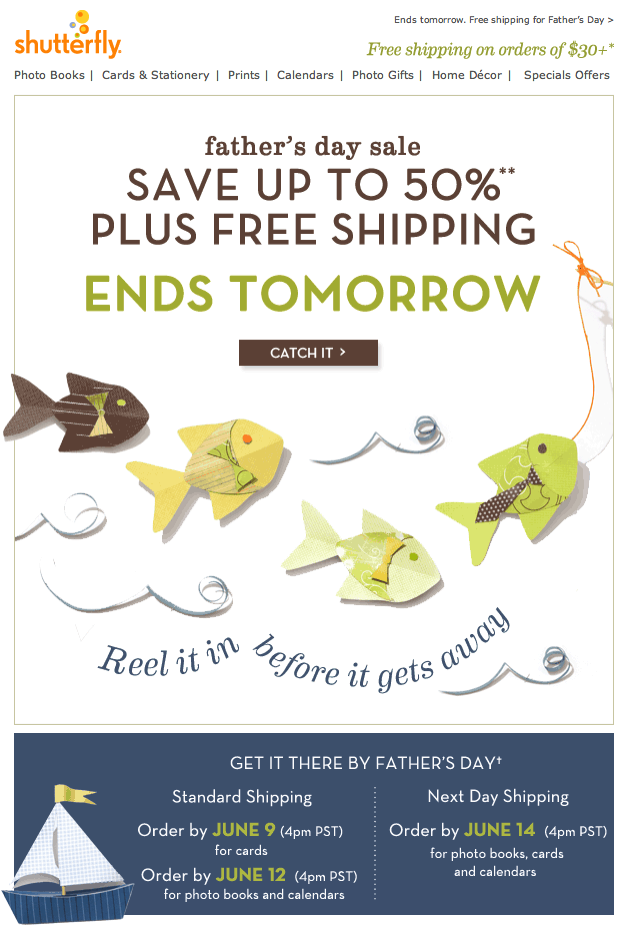 Ends tomorrow. Free shipping for Father's Day >
shutterfly.
Free shipping on orders of $30+*
Photo Books | Cards & Stationery | Prints | Calendars | Photo Gifts | Home Décor | Specials Offers
father's day sale
SAVE UP TO 50%**
PLUS FREE SHIPPING
ENDS TOMORROW
CATCH IT >
Reel it in before it gets away
GET IT THERE BY FATHER'S DAY†
Standard Shipping
Order by JUNE 9 (4pm PST)
for cards
Order by JUNE 12 (4pm PST)
for photo books and calendars
Next Day Shipping
Order by JUNE 14 (4pm PST)
for photo books, cards
and calendars